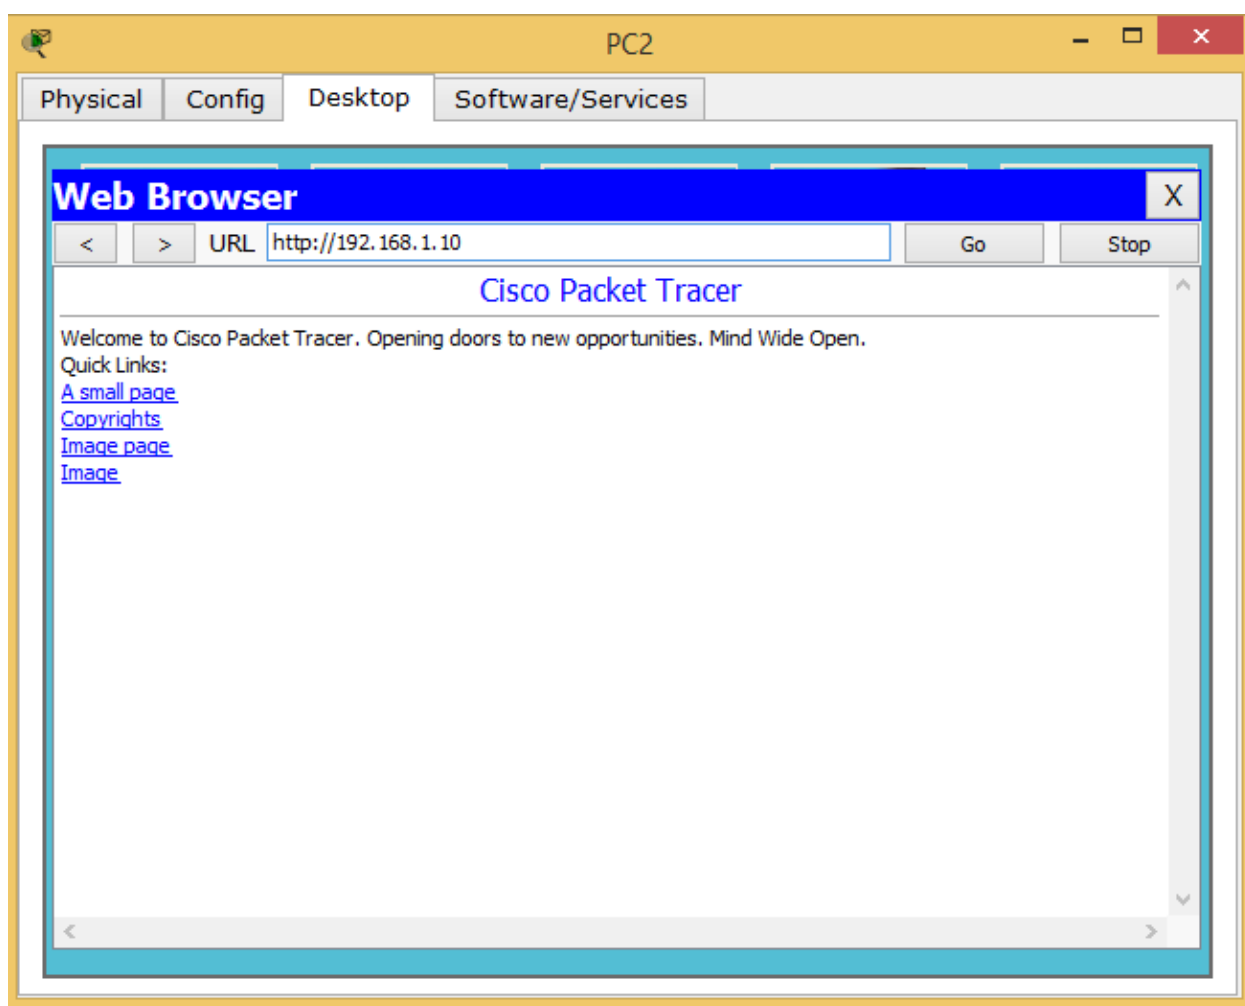 PC2
Physical Config Desktop Software/Services
Web Browser X
< > URL http://192.168.1.10 Go Stop
Cisco Packet Tracer
Welcome to Cisco Packet Tracer. Opening doors to new opportunities. Mind Wide Open.
Quick Links:
A small page
Copyrights
Image page
Image